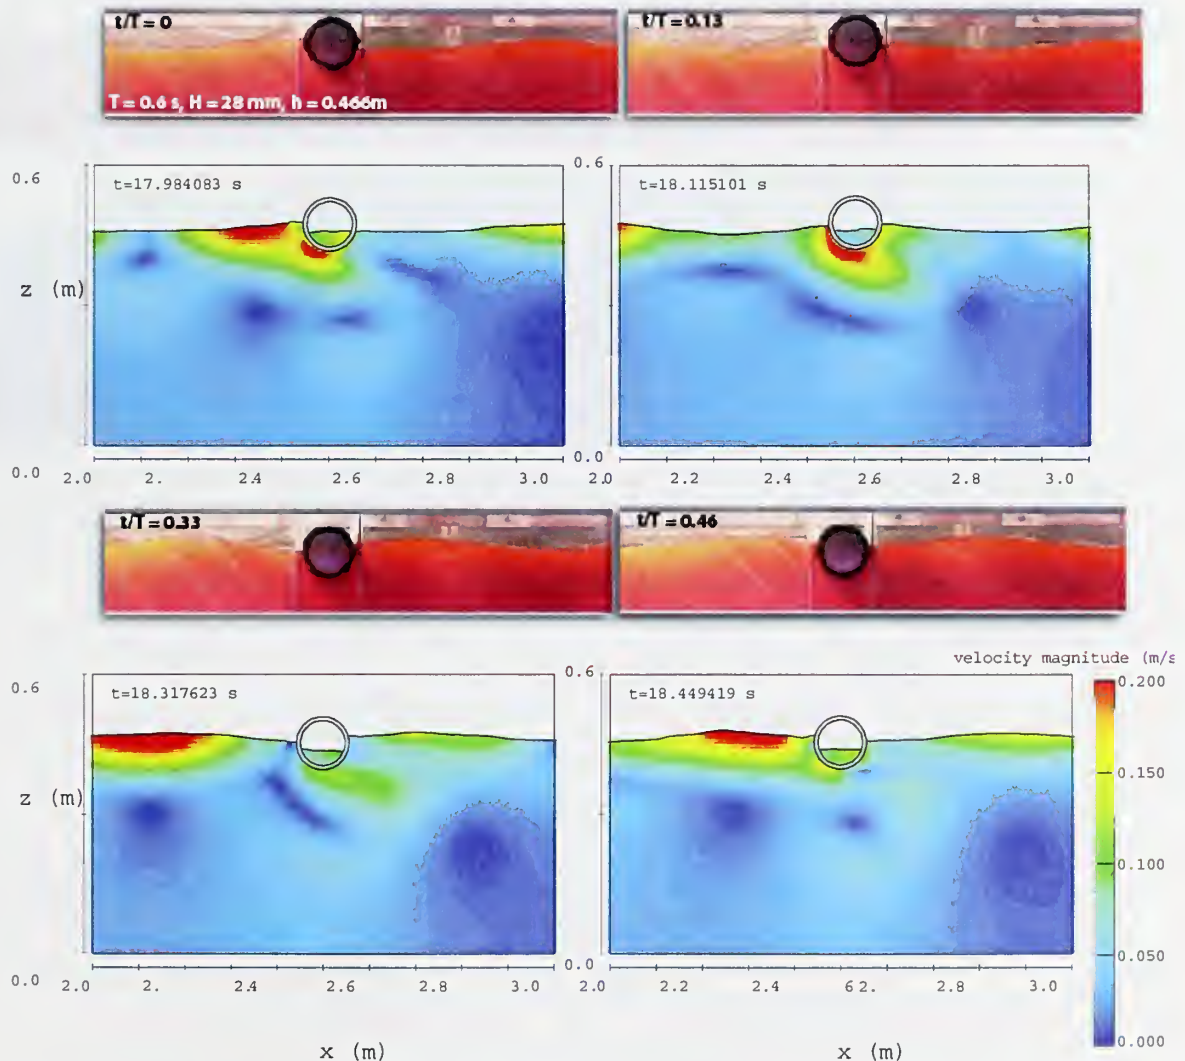 t/T = 0
t/T = 0.13
T = 0.6 s, H = 28 mm, h = 0.466m
0.6
t=17.984083 s
0.6
t=18.115101 s
z (m)
0.0
0.0
2.0 2. 2.4 2.6 2.8 3.0
2.0 2.2 2.4 2.6 2.8 3.0
t/T = 0.33
t/T = 0.46
velocity magnitude (m/s
0.6
t=18.317623 s
0.6
t=18.449419 s
0.200
0.150
z (m)
0.100
0.050
0.0
0.0
2.0 2. 2.4 2.6 2.8 3.0
2.0 2.2 2.4 62. 2.8 3.0
0.000
x (m)
x (m)